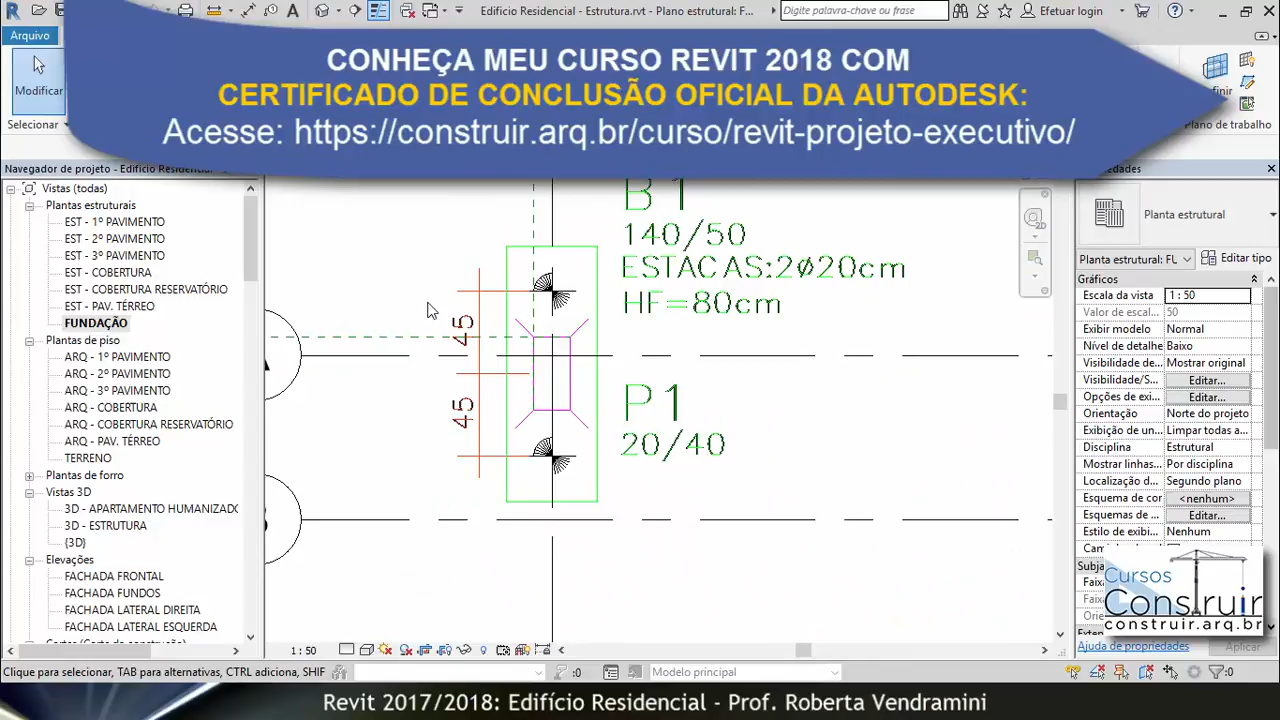 Edifício Residencial - Estrutura.rvt - Plano estrutural: F...
Digite palavra-chave ou frase
Efetuar login
Arquivo
CONHEÇA MEU CURSO REVIT 2018 COM
CERTIFICADO DE CONCLUSÃO OFICIAL DA AUTODESK:
Acesse: https://construir.arq.br/curso/revit-projeto-executivo/
Modificar
Selecionar
Plano de trabalho
Navegador de projeto - Edifício Residencial
Vistas (todas)
Plantas estruturais
EST - 1º PAVIMENTO
EST - 2º PAVIMENTO
EST - 3º PAVIMENTO
EST - COBERTURA
EST - COBERTURA RESERVATÓRIO
EST - PAV. TÉRREO
FUNDAÇÃO
Plantas de piso
ARQ - 1º PAVIMENTO
ARQ - 2º PAVIMENTO
ARQ - 3º PAVIMENTO
ARQ - COBERTURA
ARQ - COBERTURA RESERVATÓRIO
ARQ - PAV. TÉRREO
TERRENO
Plantas de forro
Vistas 3D
3D - APARTAMENTO HUMANIZADO
3D - ESTRUTURA
{3D}
Elevações
FACHADA FRONTAL
FACHADA FUNDOS
FACHADA LATERAL DIREITA
FACHADA LATERAL ESQUERDA
B1
140/50
ESTACAS:2ø20cm
HF=80cm
45
45
P1
20/40
Planta estrutural
Planta estrutural: FU
Editar tipo
Gráficos
Escala da vista 1 : 50
Valor de escal... 50
Exibir modelo Normal
Nível de detalhe Baixo
Visibilidade de... Mostrar original
Visibilidade/S... Editar...
Opções de exi... Editar...
Orientação Norte do projeto
Exibição de un... Limpar todas a...
Disciplina Estrutural
Mostrar linhas... Por disciplina
Localização d... Segundo plano
Esquema de cor <nenhum>
Esquemas de ... Editar...
Estilo de exibi... Nenhum
Cursos
Construir
construir.arq.br
Ajuda de propriedades
Aplicar
1 : 50
Clique para selecionar, TAB para alternativas, CTRL adiciona, SHIF
:0
Modelo principal
:0
Revit 2017/2018: Edifício Residencial - Prof. Roberta Vendramini